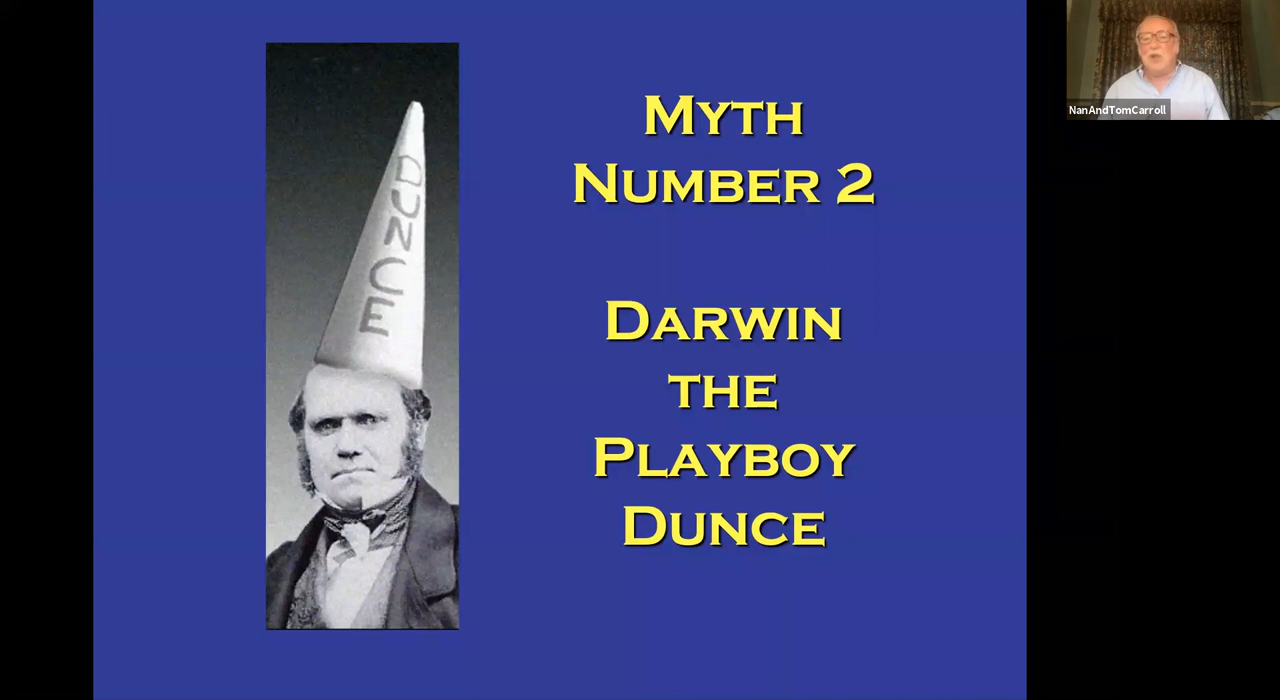 DUNCE
MYTH
NUMBER 2
DARWIN
THE
PLAYBOY
DUNCE
NanAndTomCarroll